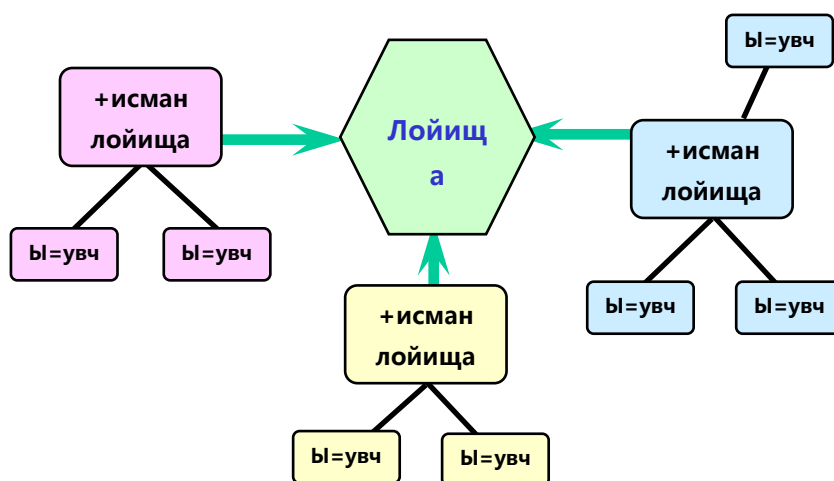 Ы=увч
+исман
лойища
Лойищ
а
+исман
лойища
Ы=увч
Ы=увч
Ы=увч
Ы=увч
+исман
лойища
Ы=увч
Ы=увч